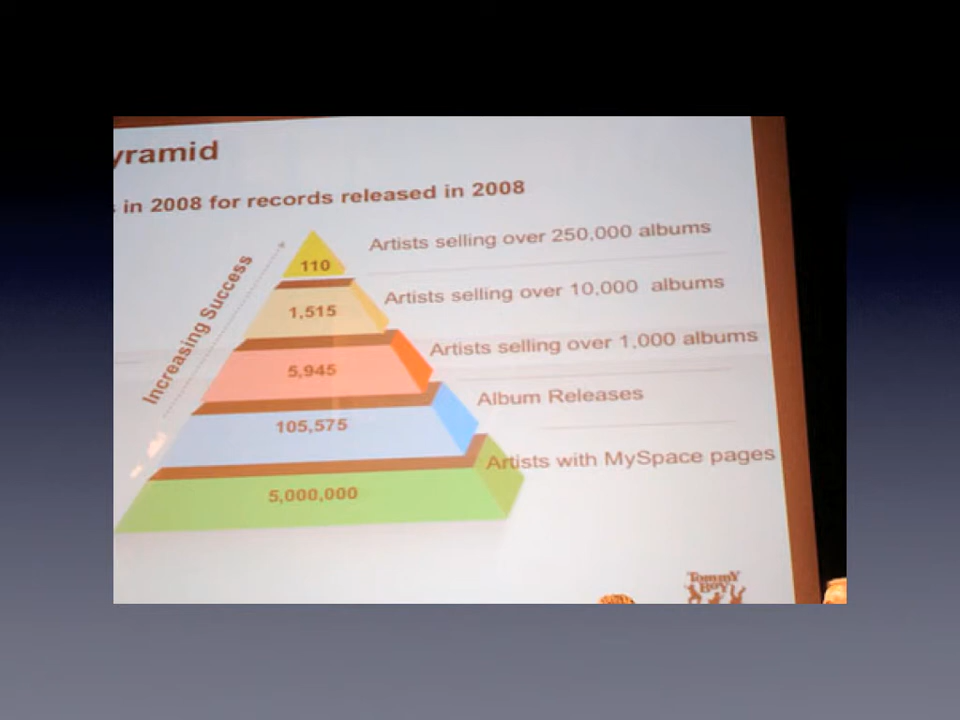 yramid
s in 2008 for records released in 2008
Increasing Success
110
Artists selling over 250,000 albums
1,515
Artists selling over 10,000 albums
5,945
Artists selling over 1,000 albums
105,575
Album Releases
5,000,000
Artists with MySpace pages
Tommy
Boy